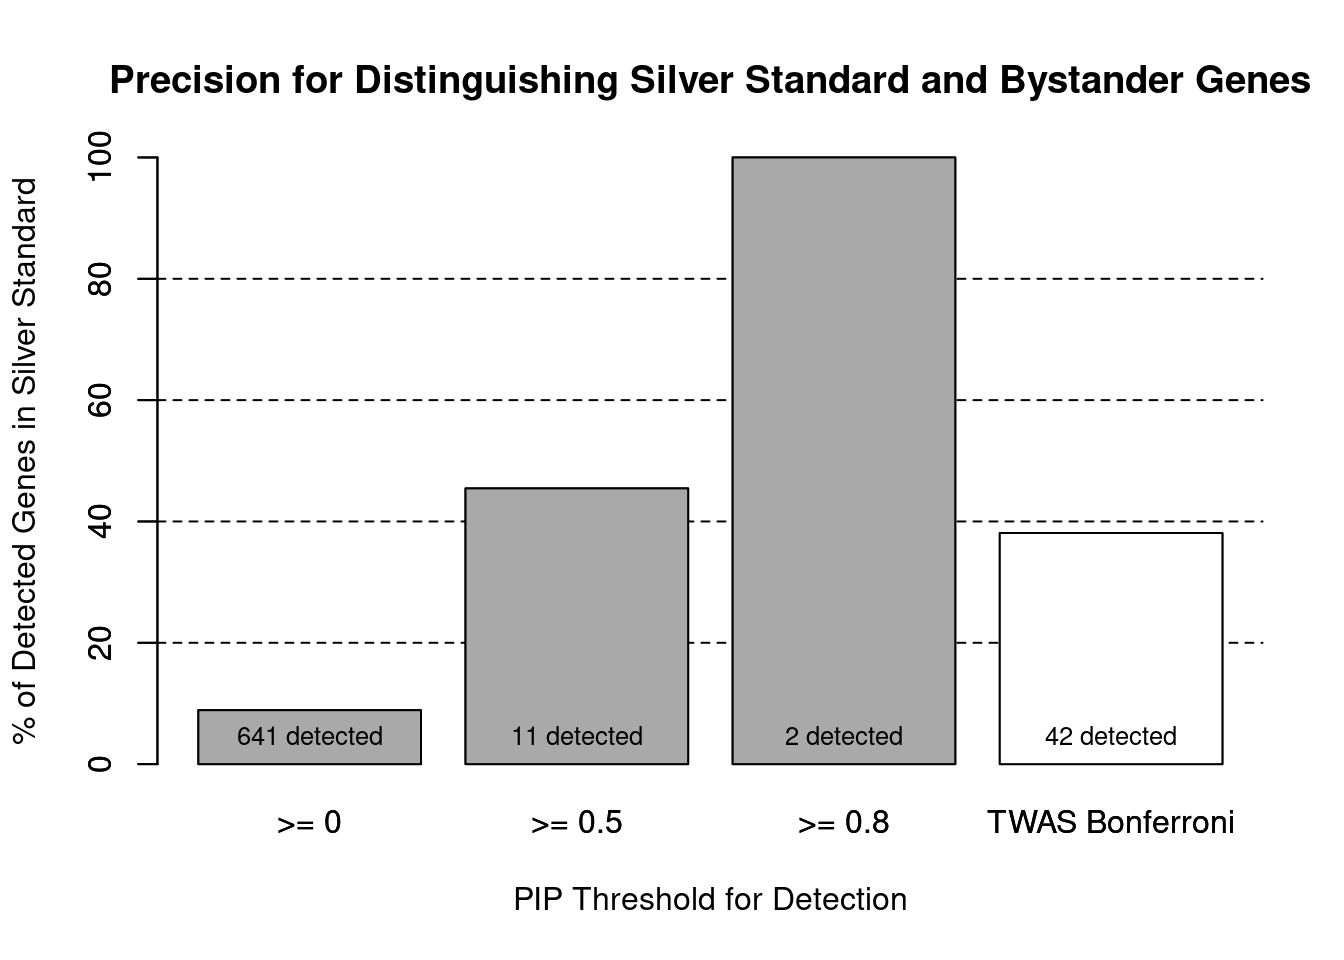 Precision for Distinguishing Silver Standard and Bystander Genes
% of Detected Genes in Silver Standard
100
80
60
40
20
0
641 detected
11 detected
2 detected
42 detected
>= 0
>= 0.5
>= 0.8
TWAS Bonferroni
PIP Threshold for Detection